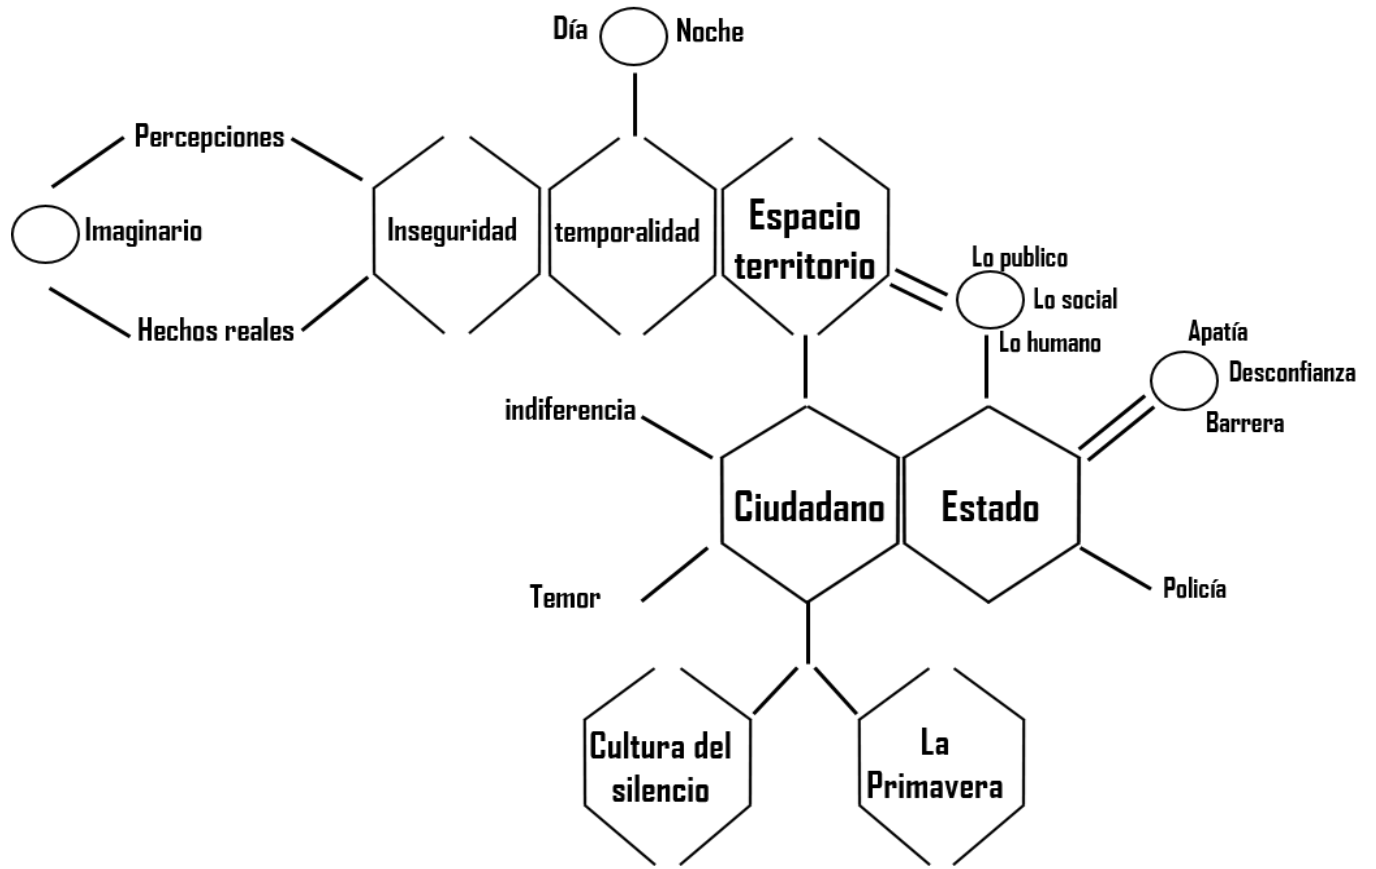 Día
Noche
Percepciones
Imaginario
Hechos reales
Inseguridad
temporalidad
Espacio
territorio
Lo publico
Lo social
Lo humano
Apatía
Desconfianza
Barrera
indiferencia
Ciudadano
Estado
Temor
Policía
Cultura del
silencio
La
Primavera